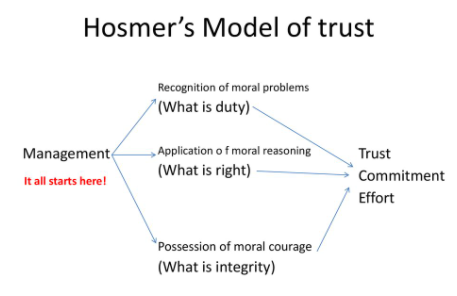 Hosmer’s Model of trust
Recognition of moral problems
(What is duty)
Management
It all starts here!
Application o f moral reasoning
(What is right)
Possession of moral courage
(What is integrity)
Trust
Commitment
Effort